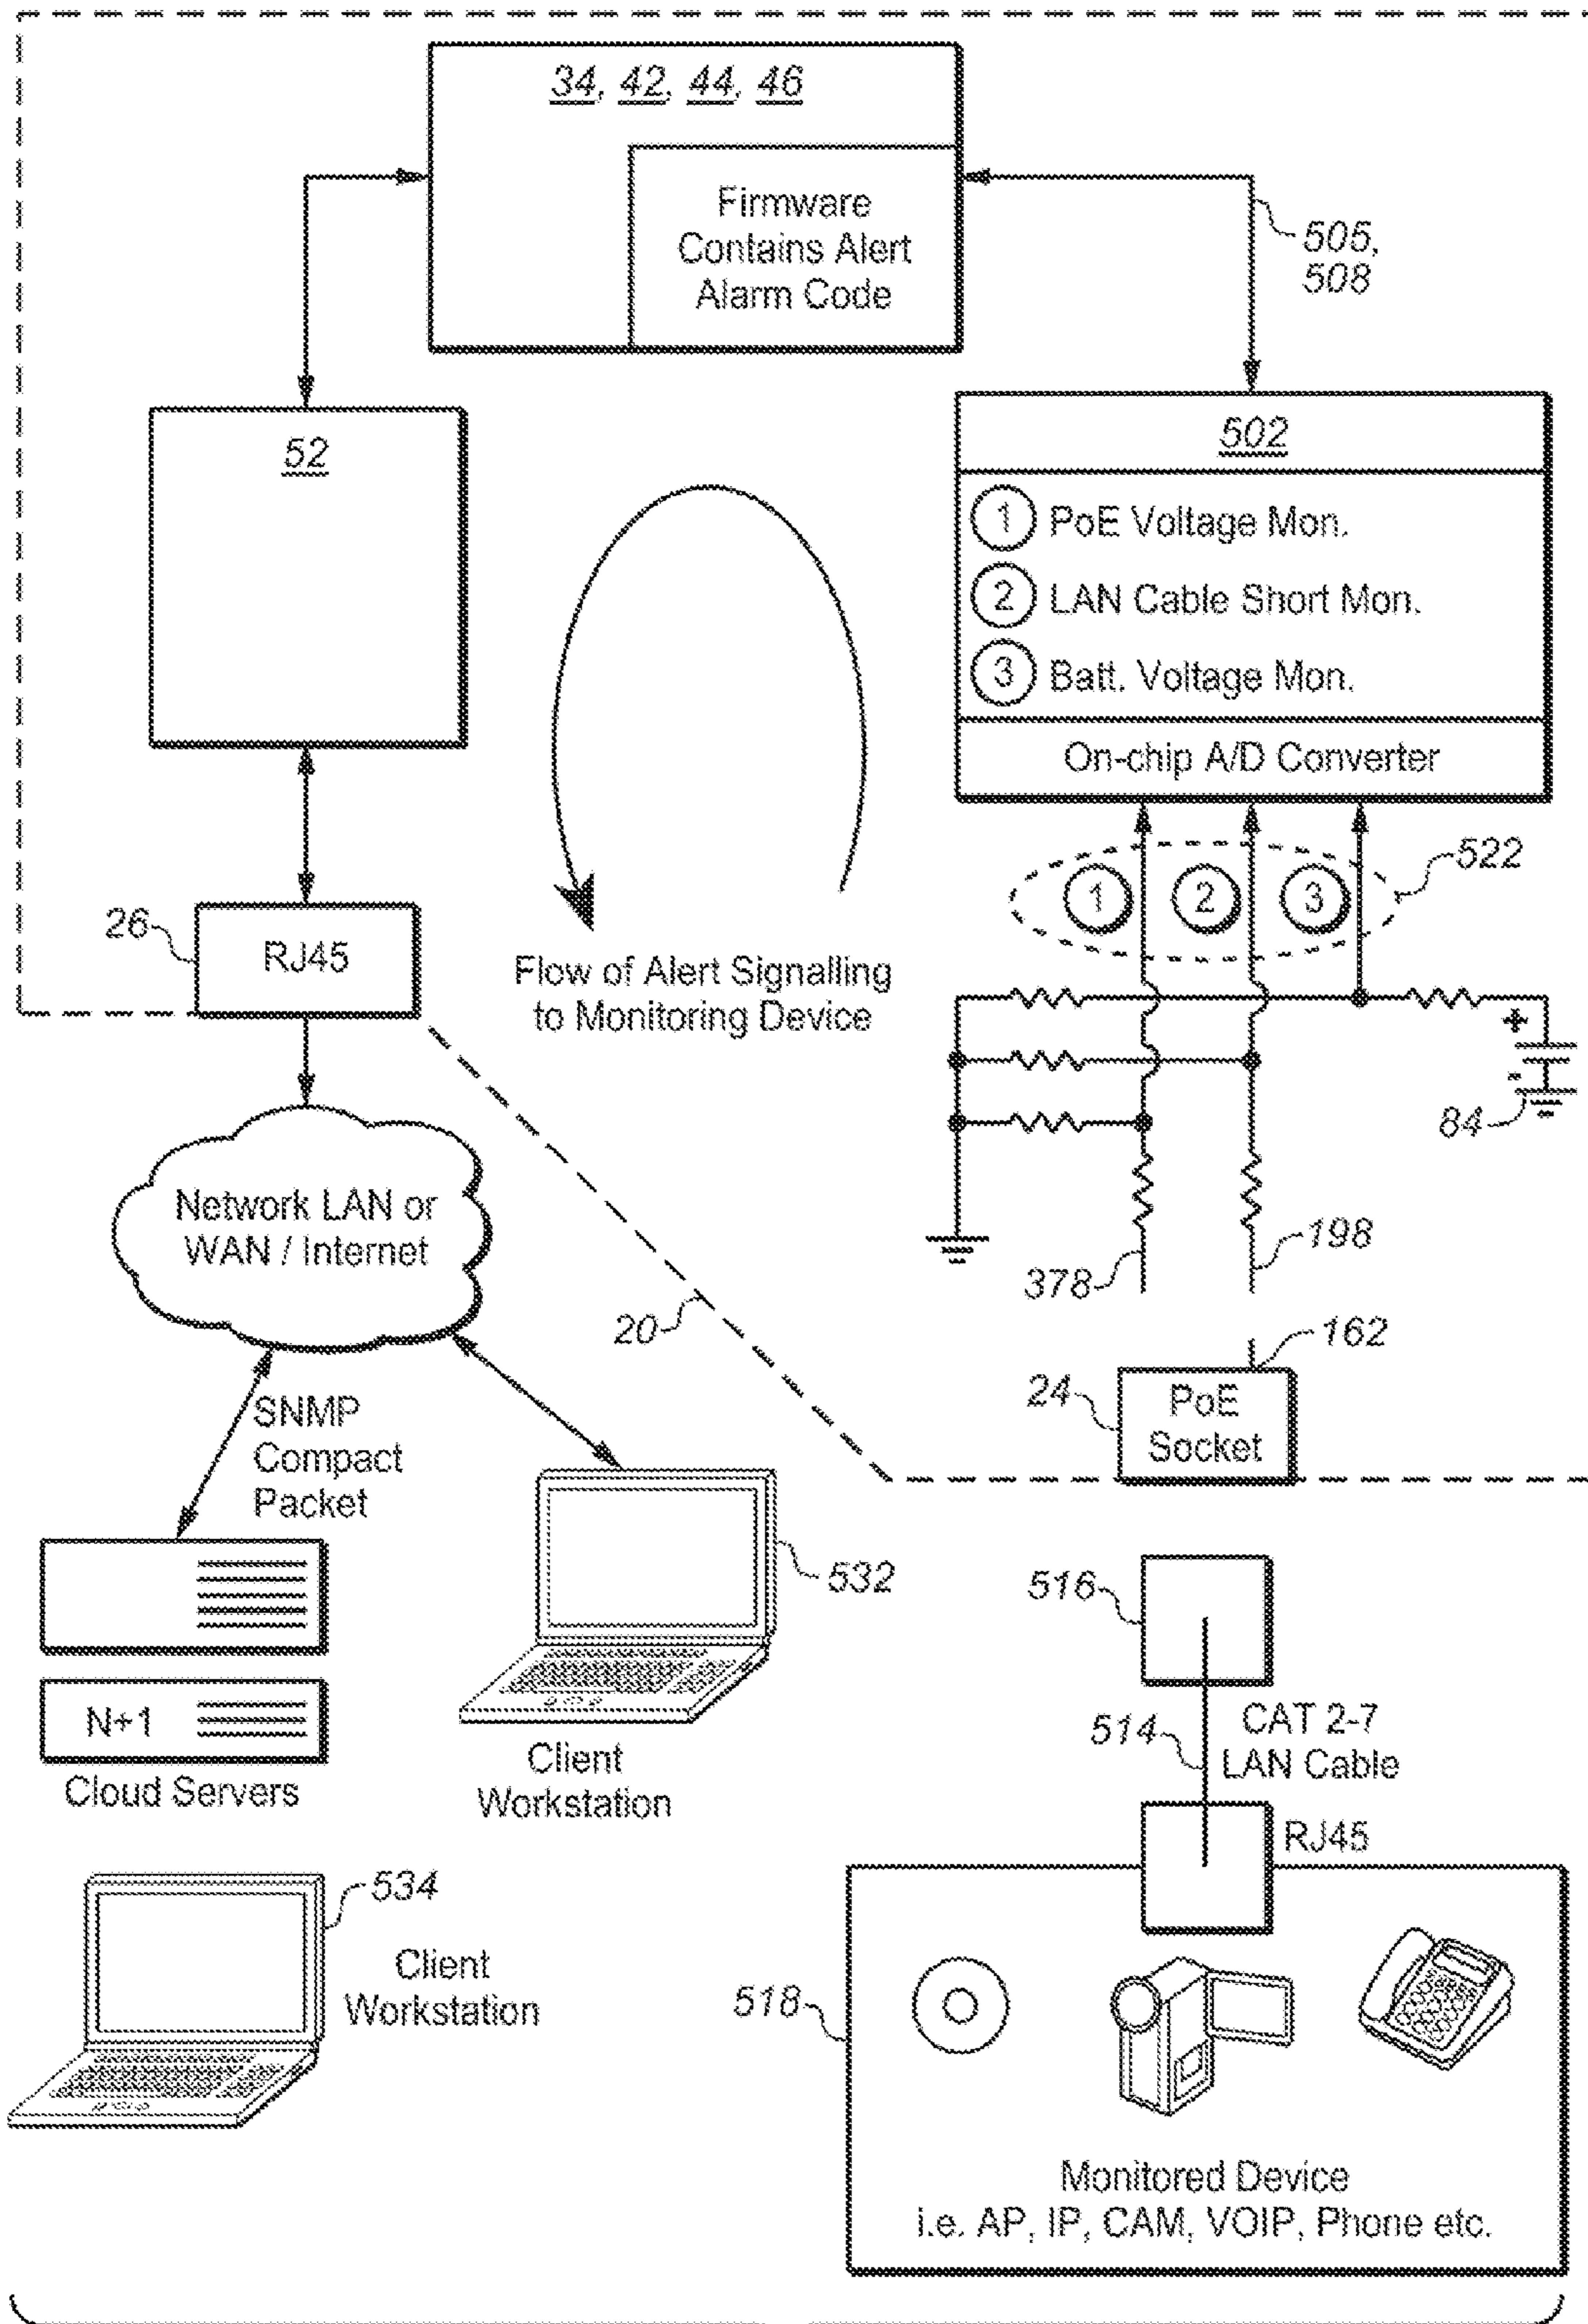 34, 42, 44, 46
Firmware
Contains Alert
Alarm Code
505,
508
52
502
1 PoE Voltage Mon.
2 LAN Cable Short Mon.
3 Batt. Voltage Mon.
On-chip A/D Converter
1 2 3
522
26
RJ45
Flow of Alert Signalling
to Monitoring Device
+
-
84
Network LAN or
WAN / Internet
378
198
20
162
24
PoE
Socket
SNMP
Compact
Packet
532
516
N+1
Cloud Servers
Client
Workstation
514
CAT 2-7
LAN Cable
RJ45
534
Client
Workstation
518
Monitored Device
i.e. AP, IP, CAM, VOIP, Phone etc.